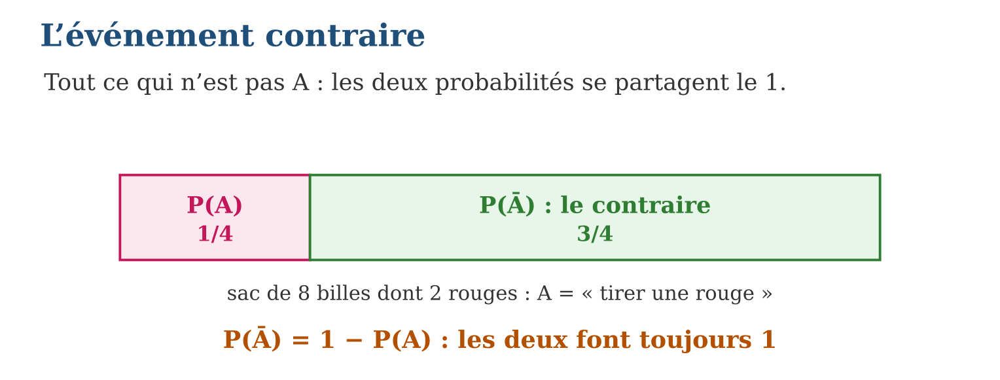 L’événement contraire
Tout ce qui n’est pas A : les deux probabilités se partagent le 1.
P(A)
1/4
P(Ā) : le contraire
3/4
sac de 8 billes dont 2 rouges : A = « tirer une rouge »
P(Ā) = 1 − P(A) : les deux font toujours 1